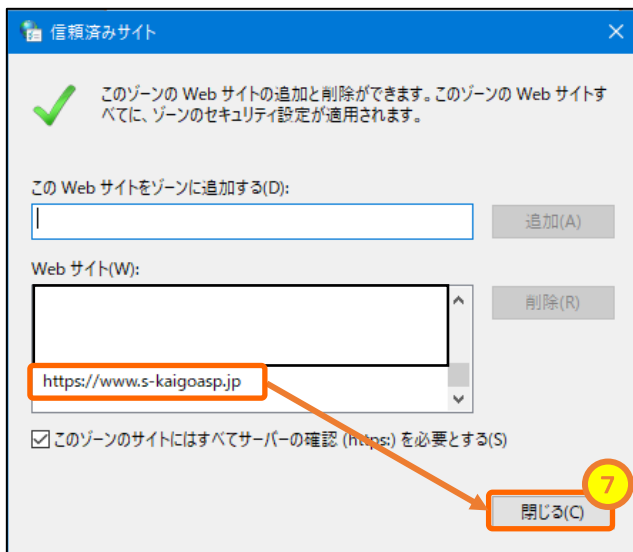 信頼済みサイト
このゾーンの Web サイトの追加と削除ができます。このゾーンの Web サイトす
べてに、ゾーンのセキュリティ設定が適用されます。
この Web サイトをゾーンに追加する(D):
追加(A)
Web サイト(W):
削除(R)
https://www.s-kaigoasp.jp
このゾーンのサイトにはすべてサーバーの確認 (https:) を必要とする(S)
7
閉じる(C)